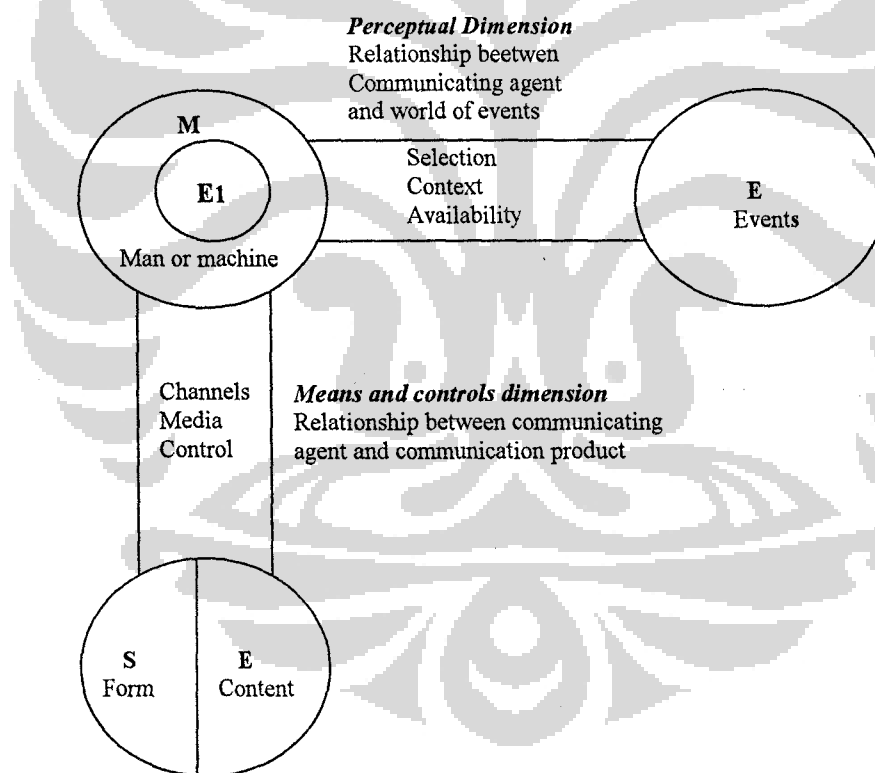 Perceptual Dimension
Relationship beetwen
Communicating agent
and world of events
M
E1
Man or machine
Selection
Context
Availability
E
Events
Channels
Media
Control
Means and controls dimension
Relationship between communicating
agent and communication product
S
Form
E
Content